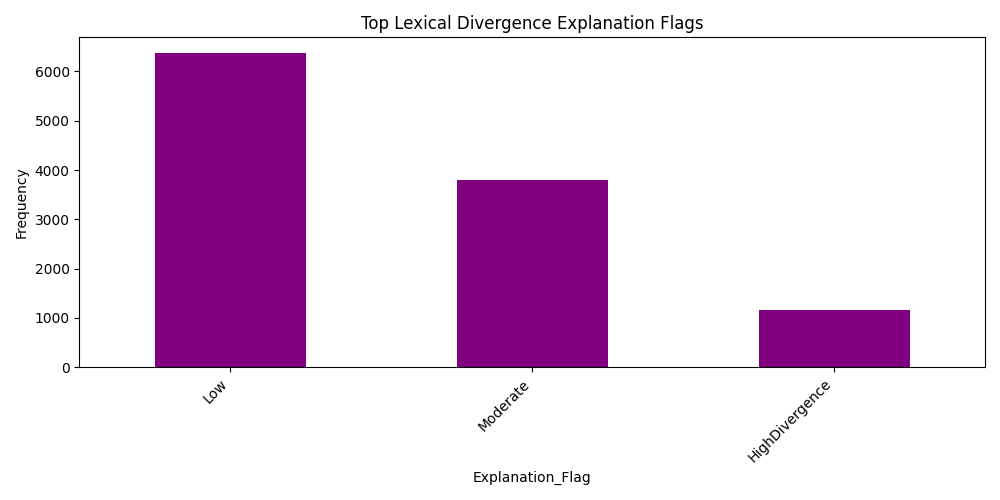 Top Lexical Divergence Explanation Flags
Frequency
6000
5000
4000
3000
2000
1000
0
Low
Moderate
HighDivergence
Explanation_Flag